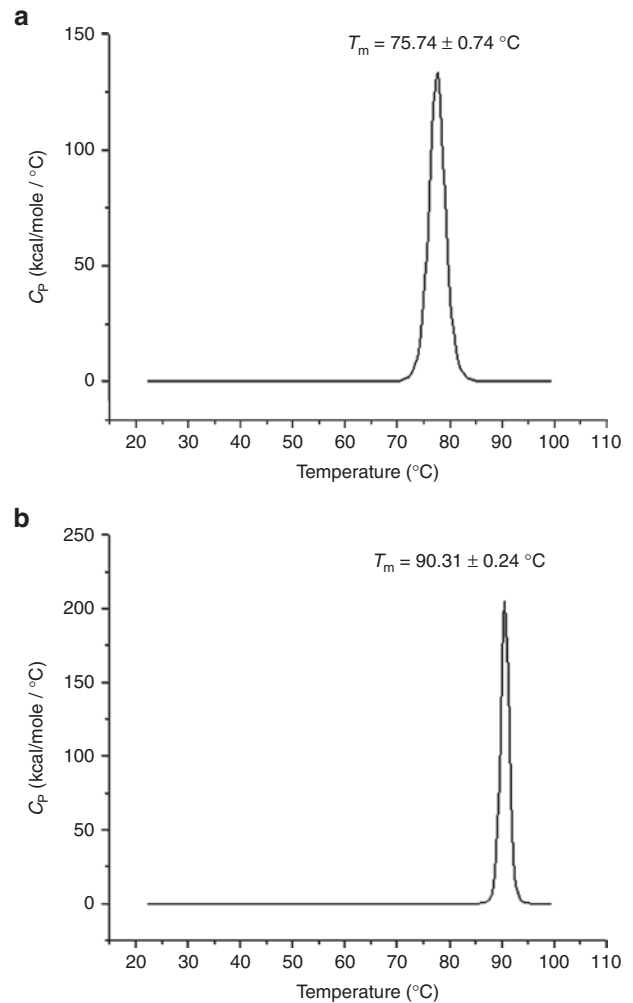 a
T_m = 75.74 ± 0.74 °C
150
100
50
0
C_P (kcal/mole / °C)
20 30 40 50 60 70 80 90 100 110
Temperature (°C)
b
T_m = 90.31 ± 0.24 °C
250
200
150
100
50
0
C_P (kcal/mole / °C)
20 30 40 50 60 70 80 90 100 110
Temperature (°C)